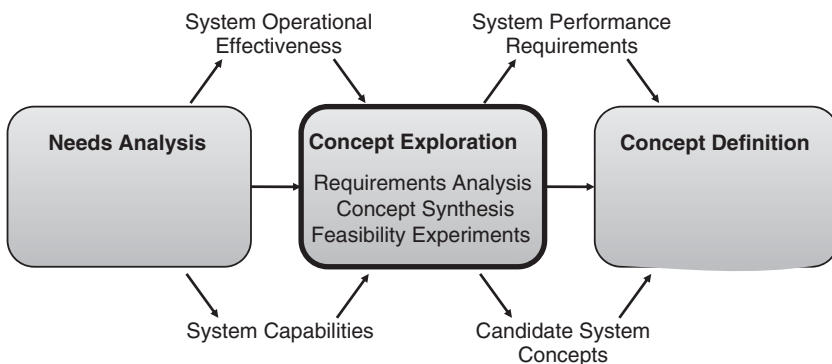 System Operational
Effectiveness
System Performance
Requirements
Needs Analysis
Concept Exploration
Requirements Analysis
Concept Synthesis
Feasibility Experiments
Concept Definition
System Capabilities
Candidate System
Concepts